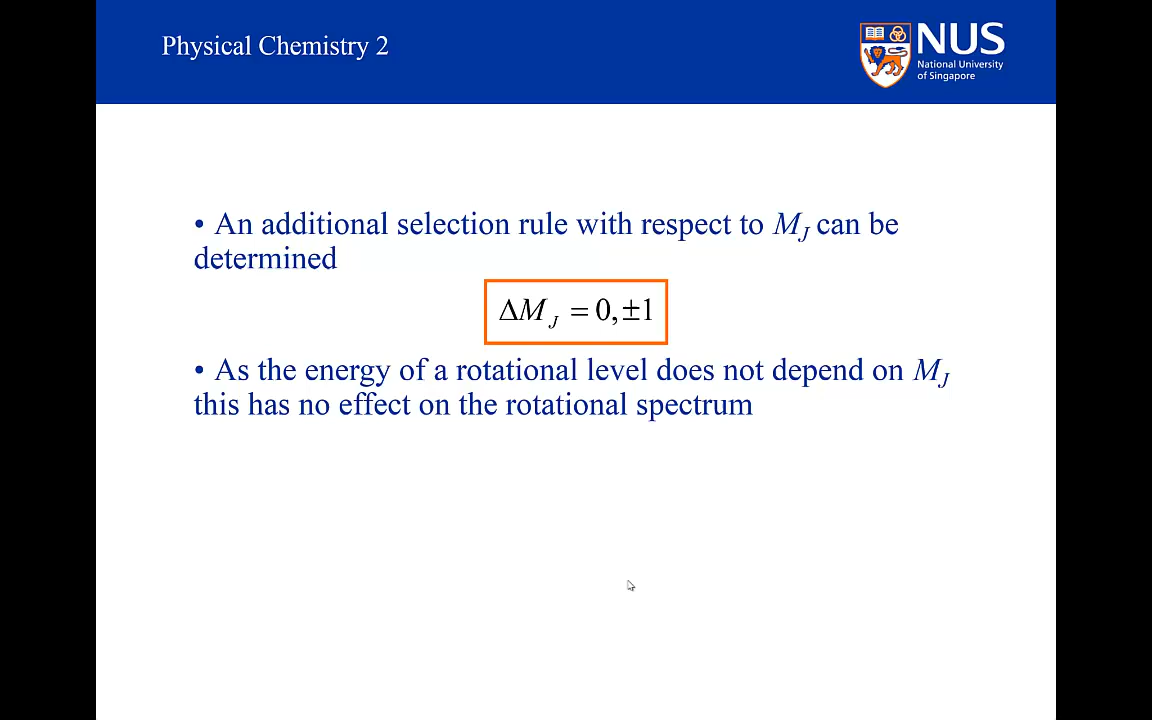 Physical Chemistry 2
NUS
National University
of Singapore
• An additional selection rule with respect to M_J can be
determined
ΔM_J = 0, ±1
• As the energy of a rotational level does not depend on M_J
this has no effect on the rotational spectrum